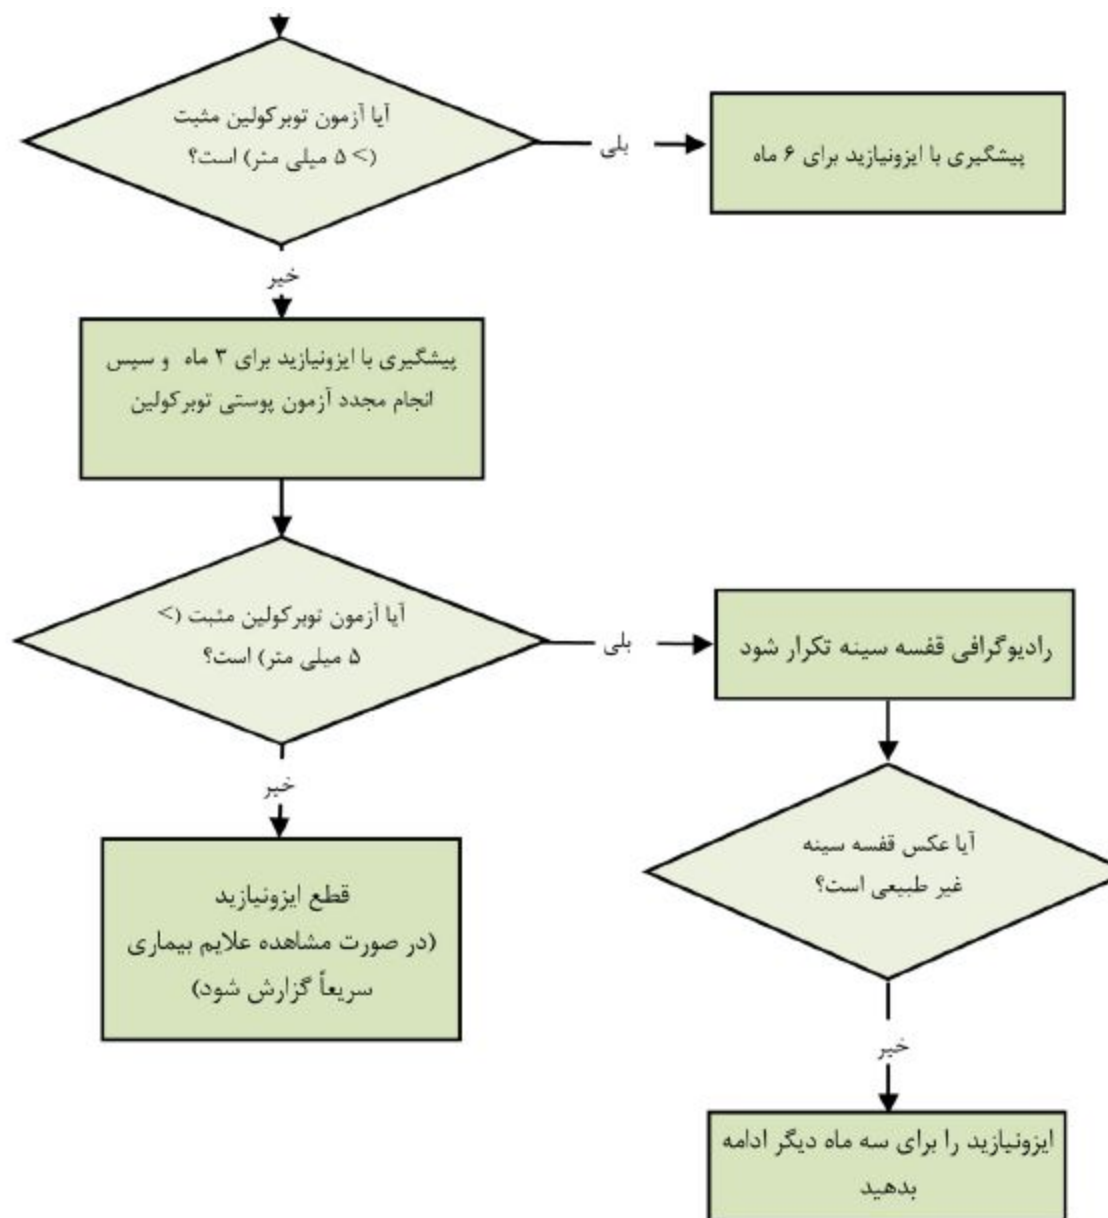 آیا آزمون توبرکولین مثبت
(> ۵ میلی متر) است؟
بلی
پیشگیری با ایزونیازید برای ۶ ماه
خیر
پیشگیری با ایزونیازید برای ۳ ماه و سپس
انجام مجدد آزمون پوستی توبرکولین
آیا آزمون توبرکولین مثبت (>
۵ میلی متر) است؟
بلی
رادیوگرافی قفسه سینه تکرار شود
خیر
قطع ایزونیازید
(در صورت مشاهده علایم بیماری
سریعاً گزارش شود)
آیا عکس قفسه سینه
غیر طبیعی است؟
خیر
ایزونیازید را برای سه ماه دیگر ادامه
بدهید